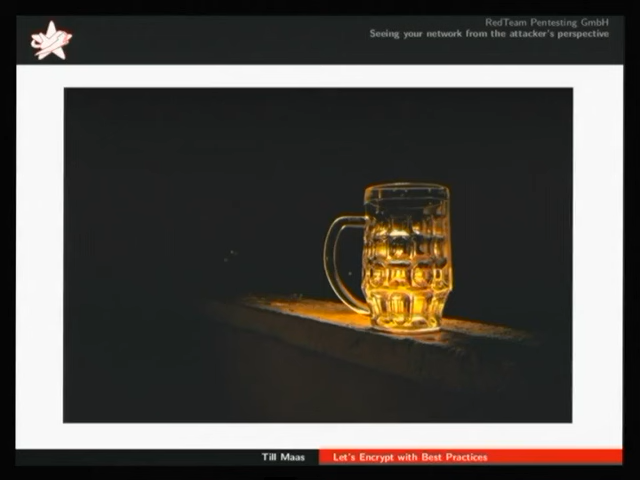 RedTeam Pentesting GmbH
Seeing your network from the attacker's perspective
Till Maas
Let's Encrypt with Best Practices